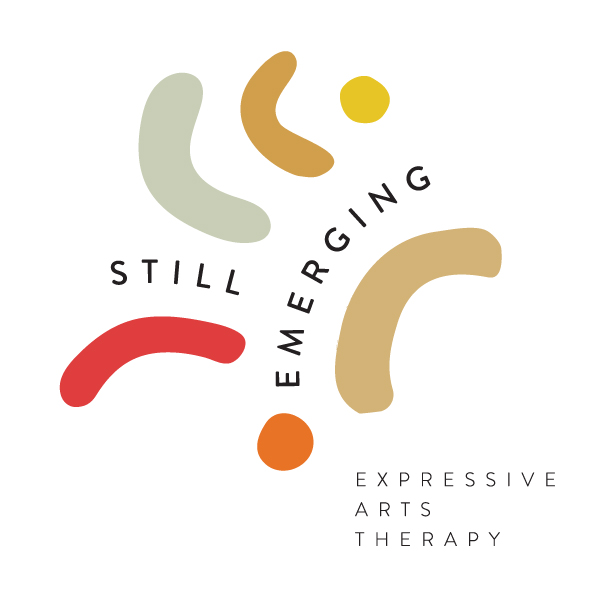 STILL
EMERGING
EXPRESSIVE
ARTS
THERAPY